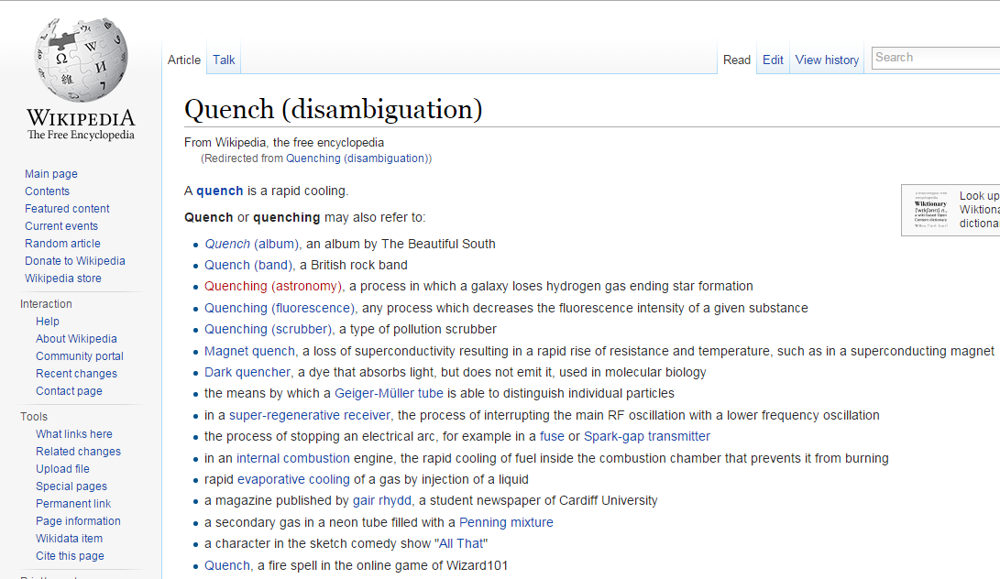 WIKIPEDIA
The Free Encyclopedia
Main page
Contents
Featured content
Current events
Random article
Donate to Wikipedia
Wikipedia store
Interaction
Help
About Wikipedia
Community portal
Recent changes
Contact page
Tools
What links here
Related changes
Upload file
Special pages
Permanent link
Page information
Wikidata item
Cite this page
Article Talk Read Edit View history Search
Quench (disambiguation)
From Wikipedia, the free encyclopedia
(Redirected from Quenching (disambiguation))
A quench is a rapid cooling.
Quench or quenching may also refer to:
Quench (album), an album by The Beautiful South
Quench (band), a British rock band
Quenching (astronomy), a process in which a galaxy loses hydrogen gas ending star formation
Quenching (fluorescence), any process which decreases the fluorescence intensity of a given substance
Quenching (scrubber), a type of pollution scrubber
Magnet quench, a loss of superconductivity resulting in a rapid rise of resistance and temperature, such as in a superconducting magnet
Dark quencher, a dye that absorbs light, but does not emit it, used in molecular biology
the means by which a Geiger-Müller tube is able to distinguish individual particles
in a super-regenerative receiver, the process of interrupting the main RF oscillation with a lower frequency oscillation
the process of stopping an electrical arc, for example in a fuse or Spark-gap transmitter
in an internal combustion engine, the rapid cooling of fuel inside the combustion chamber that prevents it from burning
rapid evaporative cooling of a gas by injection of a liquid
a magazine published by gair rhydd, a student newspaper of Cardiff University
a secondary gas in a neon tube filled with a Penning mixture
a character in the sketch comedy show "All That"
Quench, a fire spell in the online game of Wizard101
Wiktionary
Look up
Wiktiona
dictiona